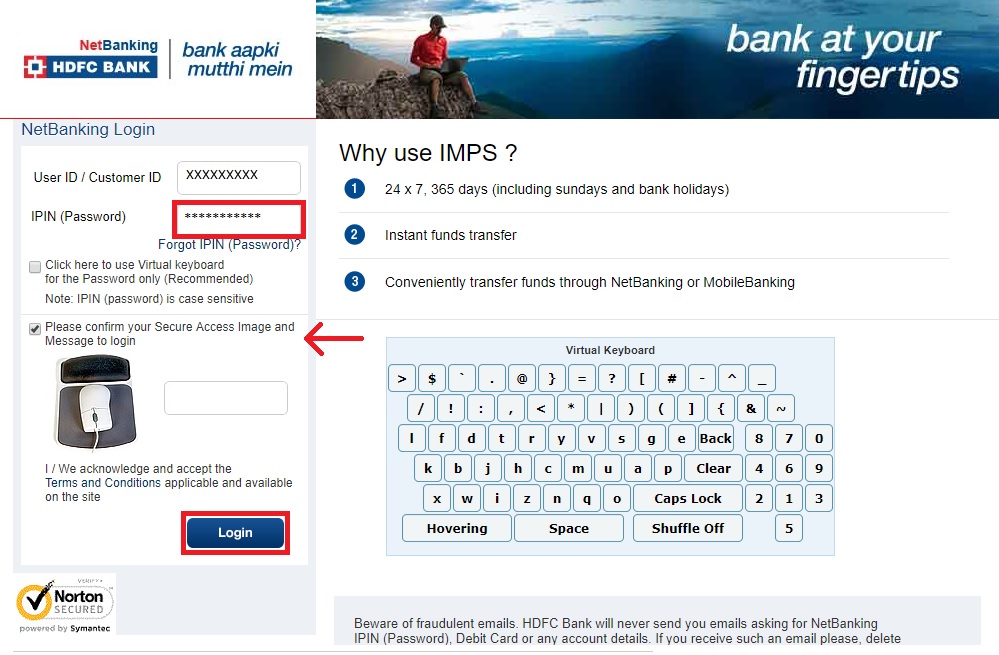 NetBanking
HDFC BANK
bank aapki
mutthi mein
bank at your
fingertips
NetBanking Login
User ID / Customer ID
XXXXXXXXX
IPIN (Password)
***********
Forgot IPIN (Password)?
Click here to use Virtual keyboard
for the Password only (Recommended)
Note: IPIN (password) is case sensitive
Please confirm your Secure Access Image and
Message to login
I / We acknowledge and accept the
Terms and Conditions applicable and available
on the site
Login
VERIFY
Norton
SECURED
powered by Symantec
Why use IMPS ?
1 24 x 7, 365 days (including sundays and bank holidays)
2 Instant funds transfer
3 Conveniently transfer funds through NetBanking or MobileBanking
Virtual Keyboard
> $ ` . @ } = ? [ # - ^ _
/ ! : , < * | ) ( ] { & ~
l f d t r y v s g e Back 8 7 0
k b j h c m u a p Clear 4 6 9
x w i z n q o Caps Lock 2 1 3
Hovering Space Shuffle Off 5
Beware of fraudulent emails. HDFC Bank will never send you emails asking for NetBanking
IPIN (Password), Debit Card or any account details. If you receive such an email please, delete